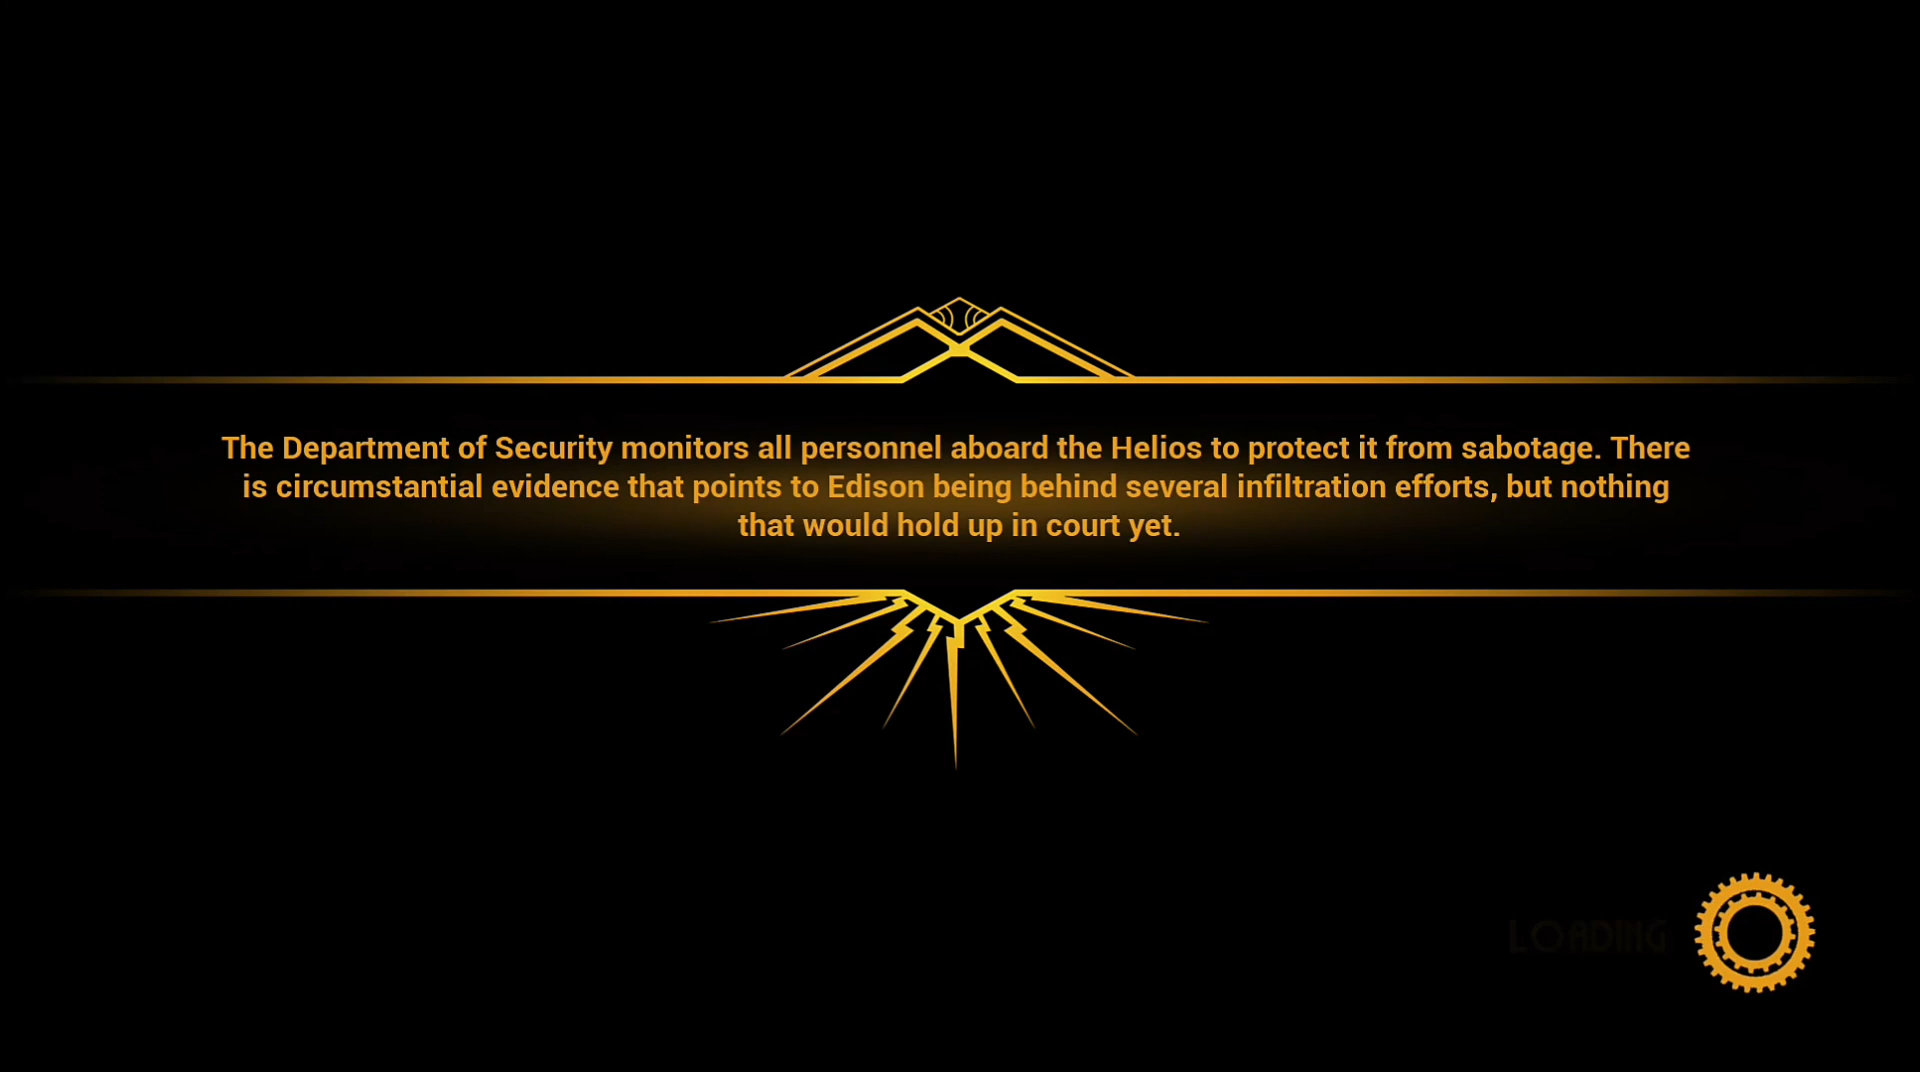 The Department of Security monitors all personnel aboard the Helios to protect it from sabotage. There
is circumstantial evidence that points to Edison being behind several infiltration efforts, but nothing
that would hold up in court yet.
LOADING